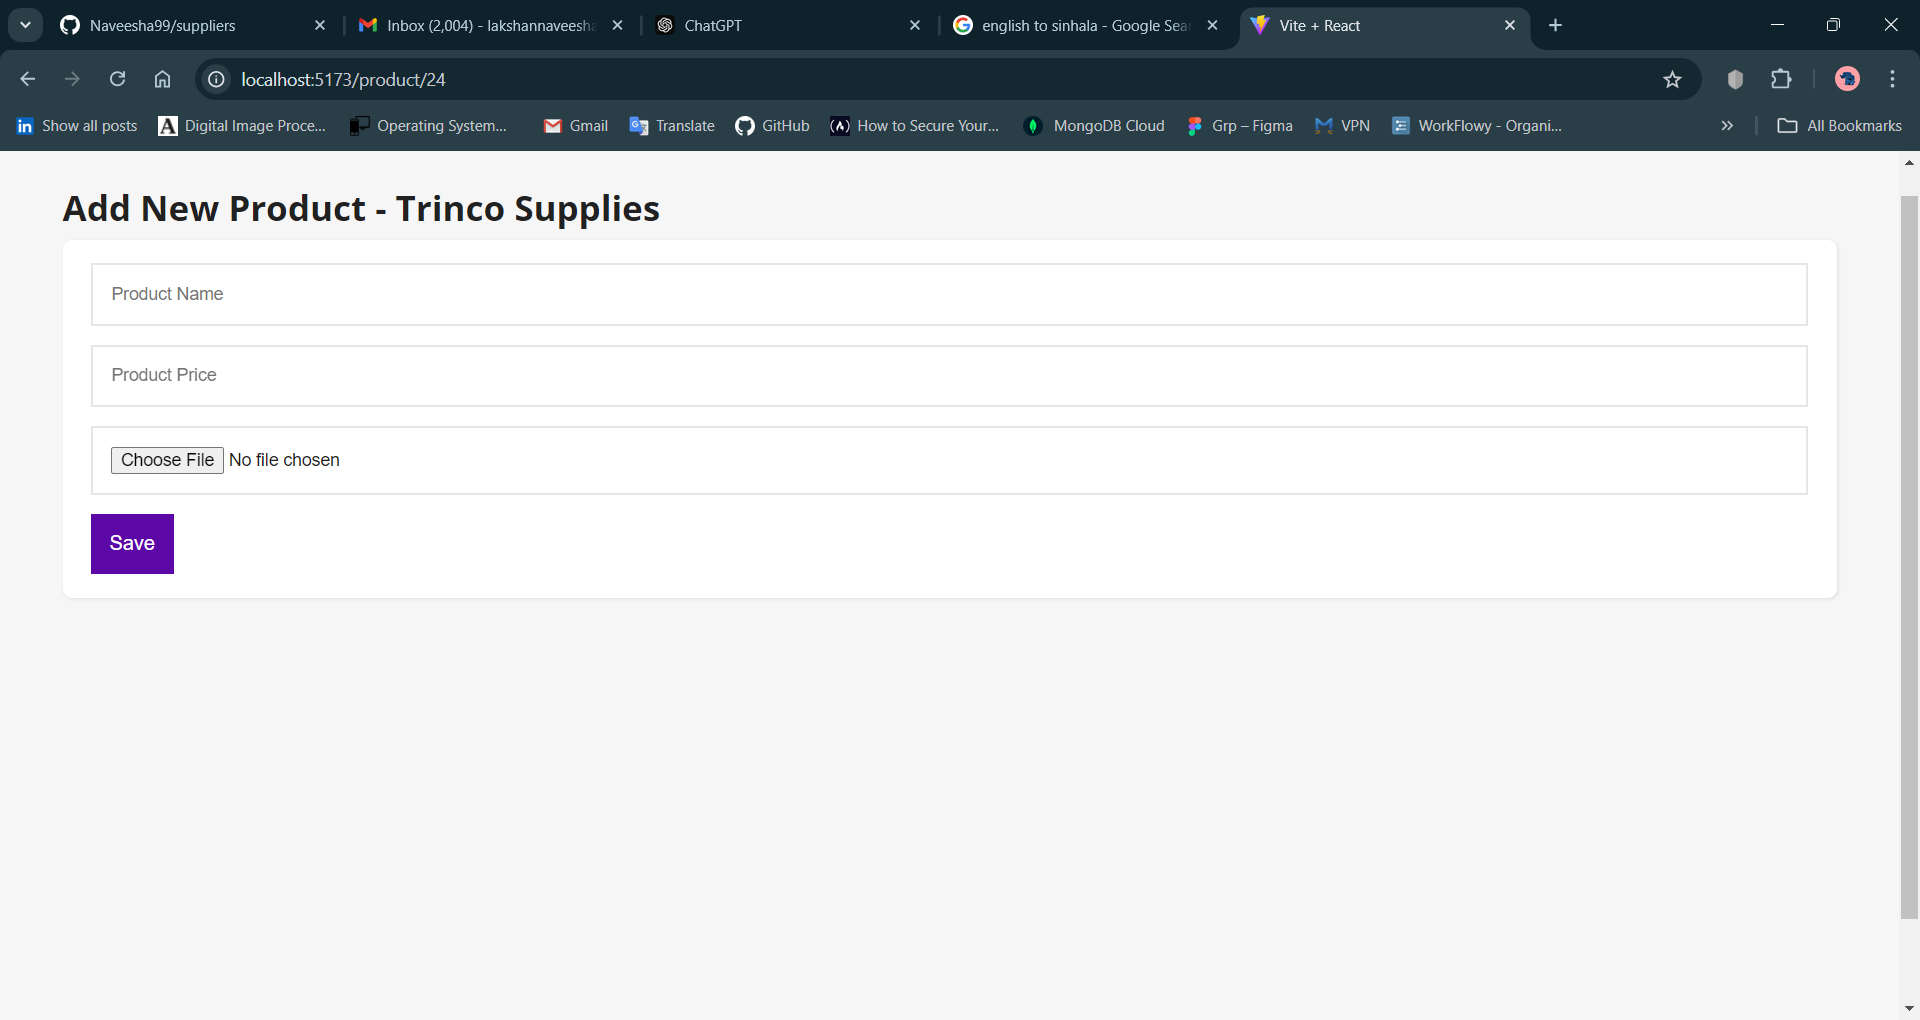 Naveesha99/suppliers
Inbox (2,004) - lakshannaveesha
ChatGPT
english to sinhala - Google Sea
Vite + React
localhost:5173/product/24
Show all posts
Digital Image Proce...
Operating System...
Gmail
Translate
GitHub
How to Secure Your...
MongoDB Cloud
Grp – Figma
VPN
WorkFlowy - Organi...
All Bookmarks
Add New Product - Trinco Supplies
Product Name
Product Price
Choose File No file chosen
Save